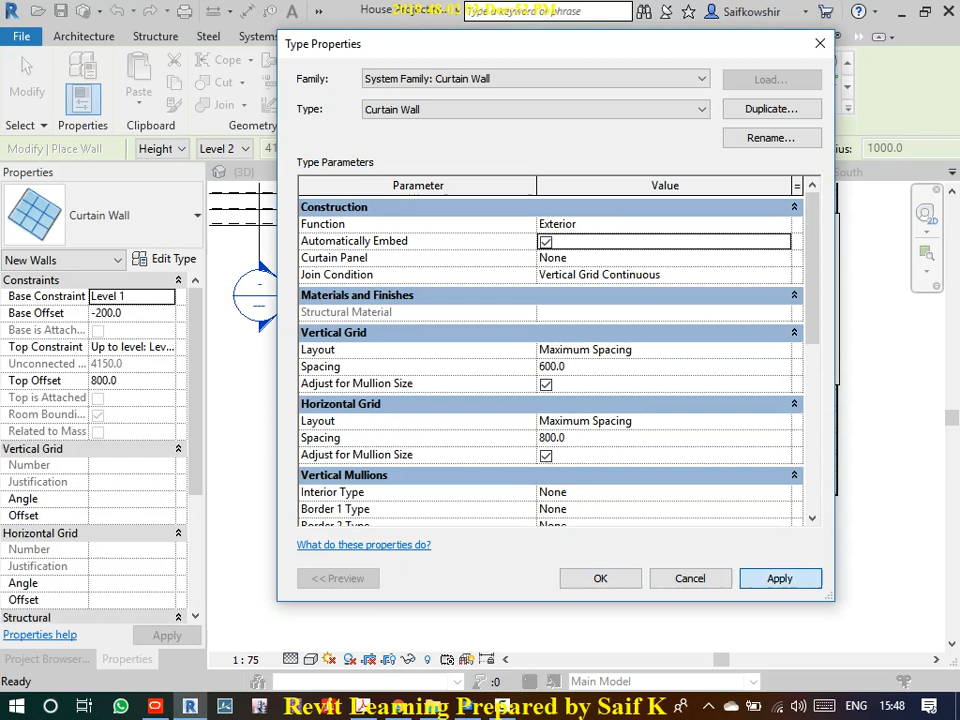 House Project.rv...
Type a keyword or phrase
Saifkowshir
File
Architecture
Structure
Steel
Systems
Modify
Paste
Cope
Cut
Join
Select
Properties
Clipboard
Geometry
Modify | Place Wall
Height
Level 2
1000.0
Properties
Curtain Wall
New Walls
Edit Type
Constraints
Base Constraint
Level 1
Base Offset
-200.0
Base is Attach...
Top Constraint
Up to level: Lev...
Unconnected ...
4150.0
Top Offset
800.0
Top is Attached
Room Boundi...
Related to Mass
Vertical Grid
Number
Justification
Angle
Offset
Horizontal Grid
Number
Justification
Angle
Offset
Structural
Properties help
Apply
Project Browser...
Properties
{3D}
South
Type Properties
Family:
System Family: Curtain Wall
Load...
Type:
Curtain Wall
Duplicate...
Rename...
Type Parameters
Parameter
Value
=
Construction
Function
Exterior
Automatically Embed
Curtain Panel
None
Join Condition
Vertical Grid Continuous
Materials and Finishes
Structural Material
Vertical Grid
Layout
Maximum Spacing
Spacing
600.0
Adjust for Mullion Size
Horizontal Grid
Layout
Maximum Spacing
Spacing
800.0
Adjust for Mullion Size
Vertical Mullions
Interior Type
None
Border 1 Type
None
Border 2 Type
None
What do these properties do?
<< Preview
OK
Cancel
Apply
1 : 75
Ready
:0
Main Model
Revit Learning Prepared by Saif K
ENG
15:48